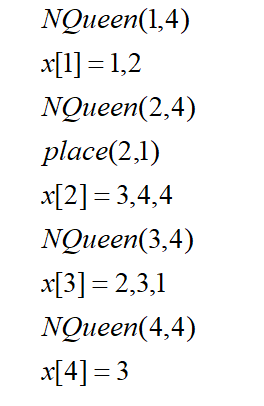 NQueen(1,4)
x[1] = 1,2
NQueen(2,4)
place(2,1)
x[2] = 3,4,4
NQueen(3,4)
x[3] = 2,3,1
NQueen(4,4)
x[4] = 3